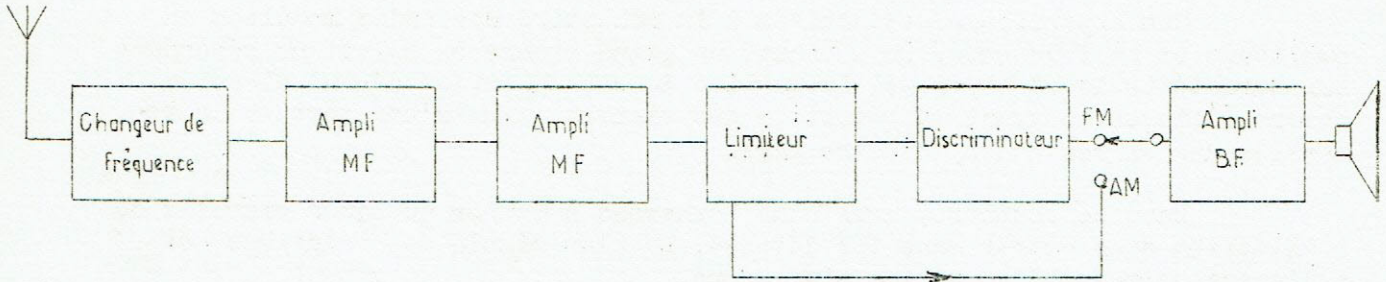 Changeur de
fréquence
Ampli
MF
Ampli
MF
Limiteur
Discriminateur
FM
AM
Ampli
B.F.